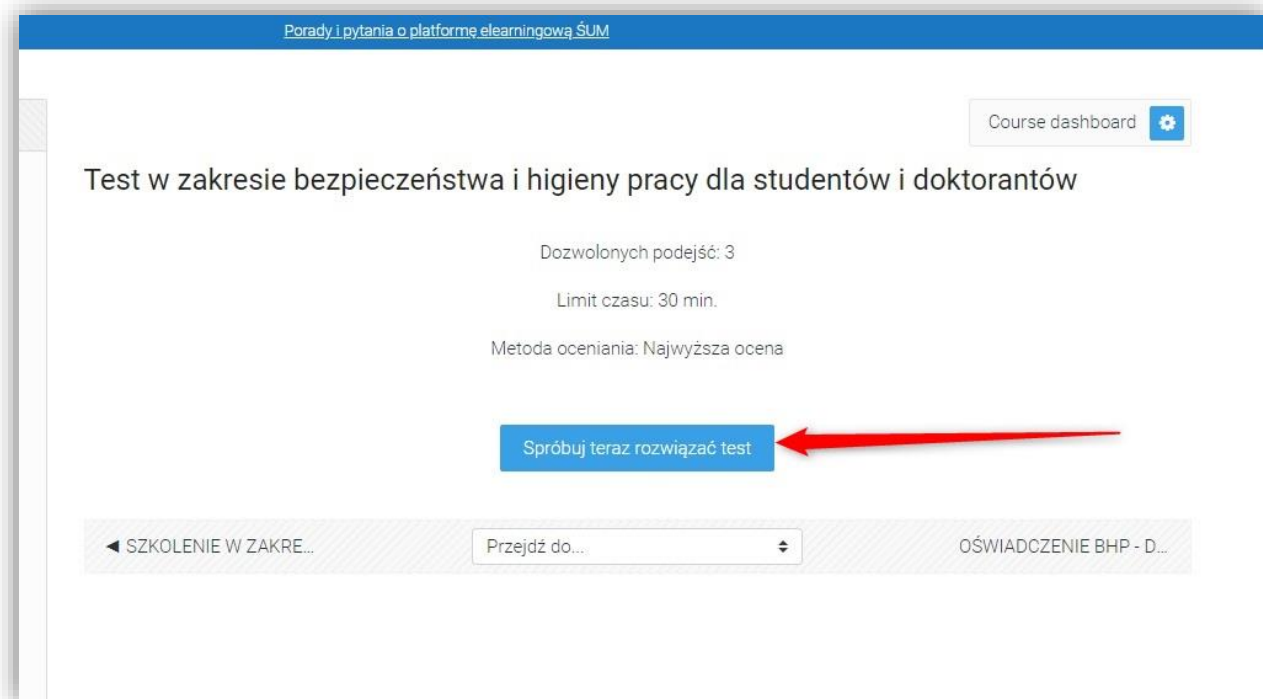 Porady i pytania o platformę elearningową ŚUM
Course dashboard
Test w zakresie bezpieczeństwa i higieny pracy dla studentów i doktorantów
Dozwolonych podejść: 3
Limit czasu: 30 min.
Metoda oceniania: Najwyższa ocena
Spróbuj teraz rozwiązać test
◄ SZKOLENIE W ZAKRE...
Przejdź do...
OŚWIADCZENIE BHP - D...